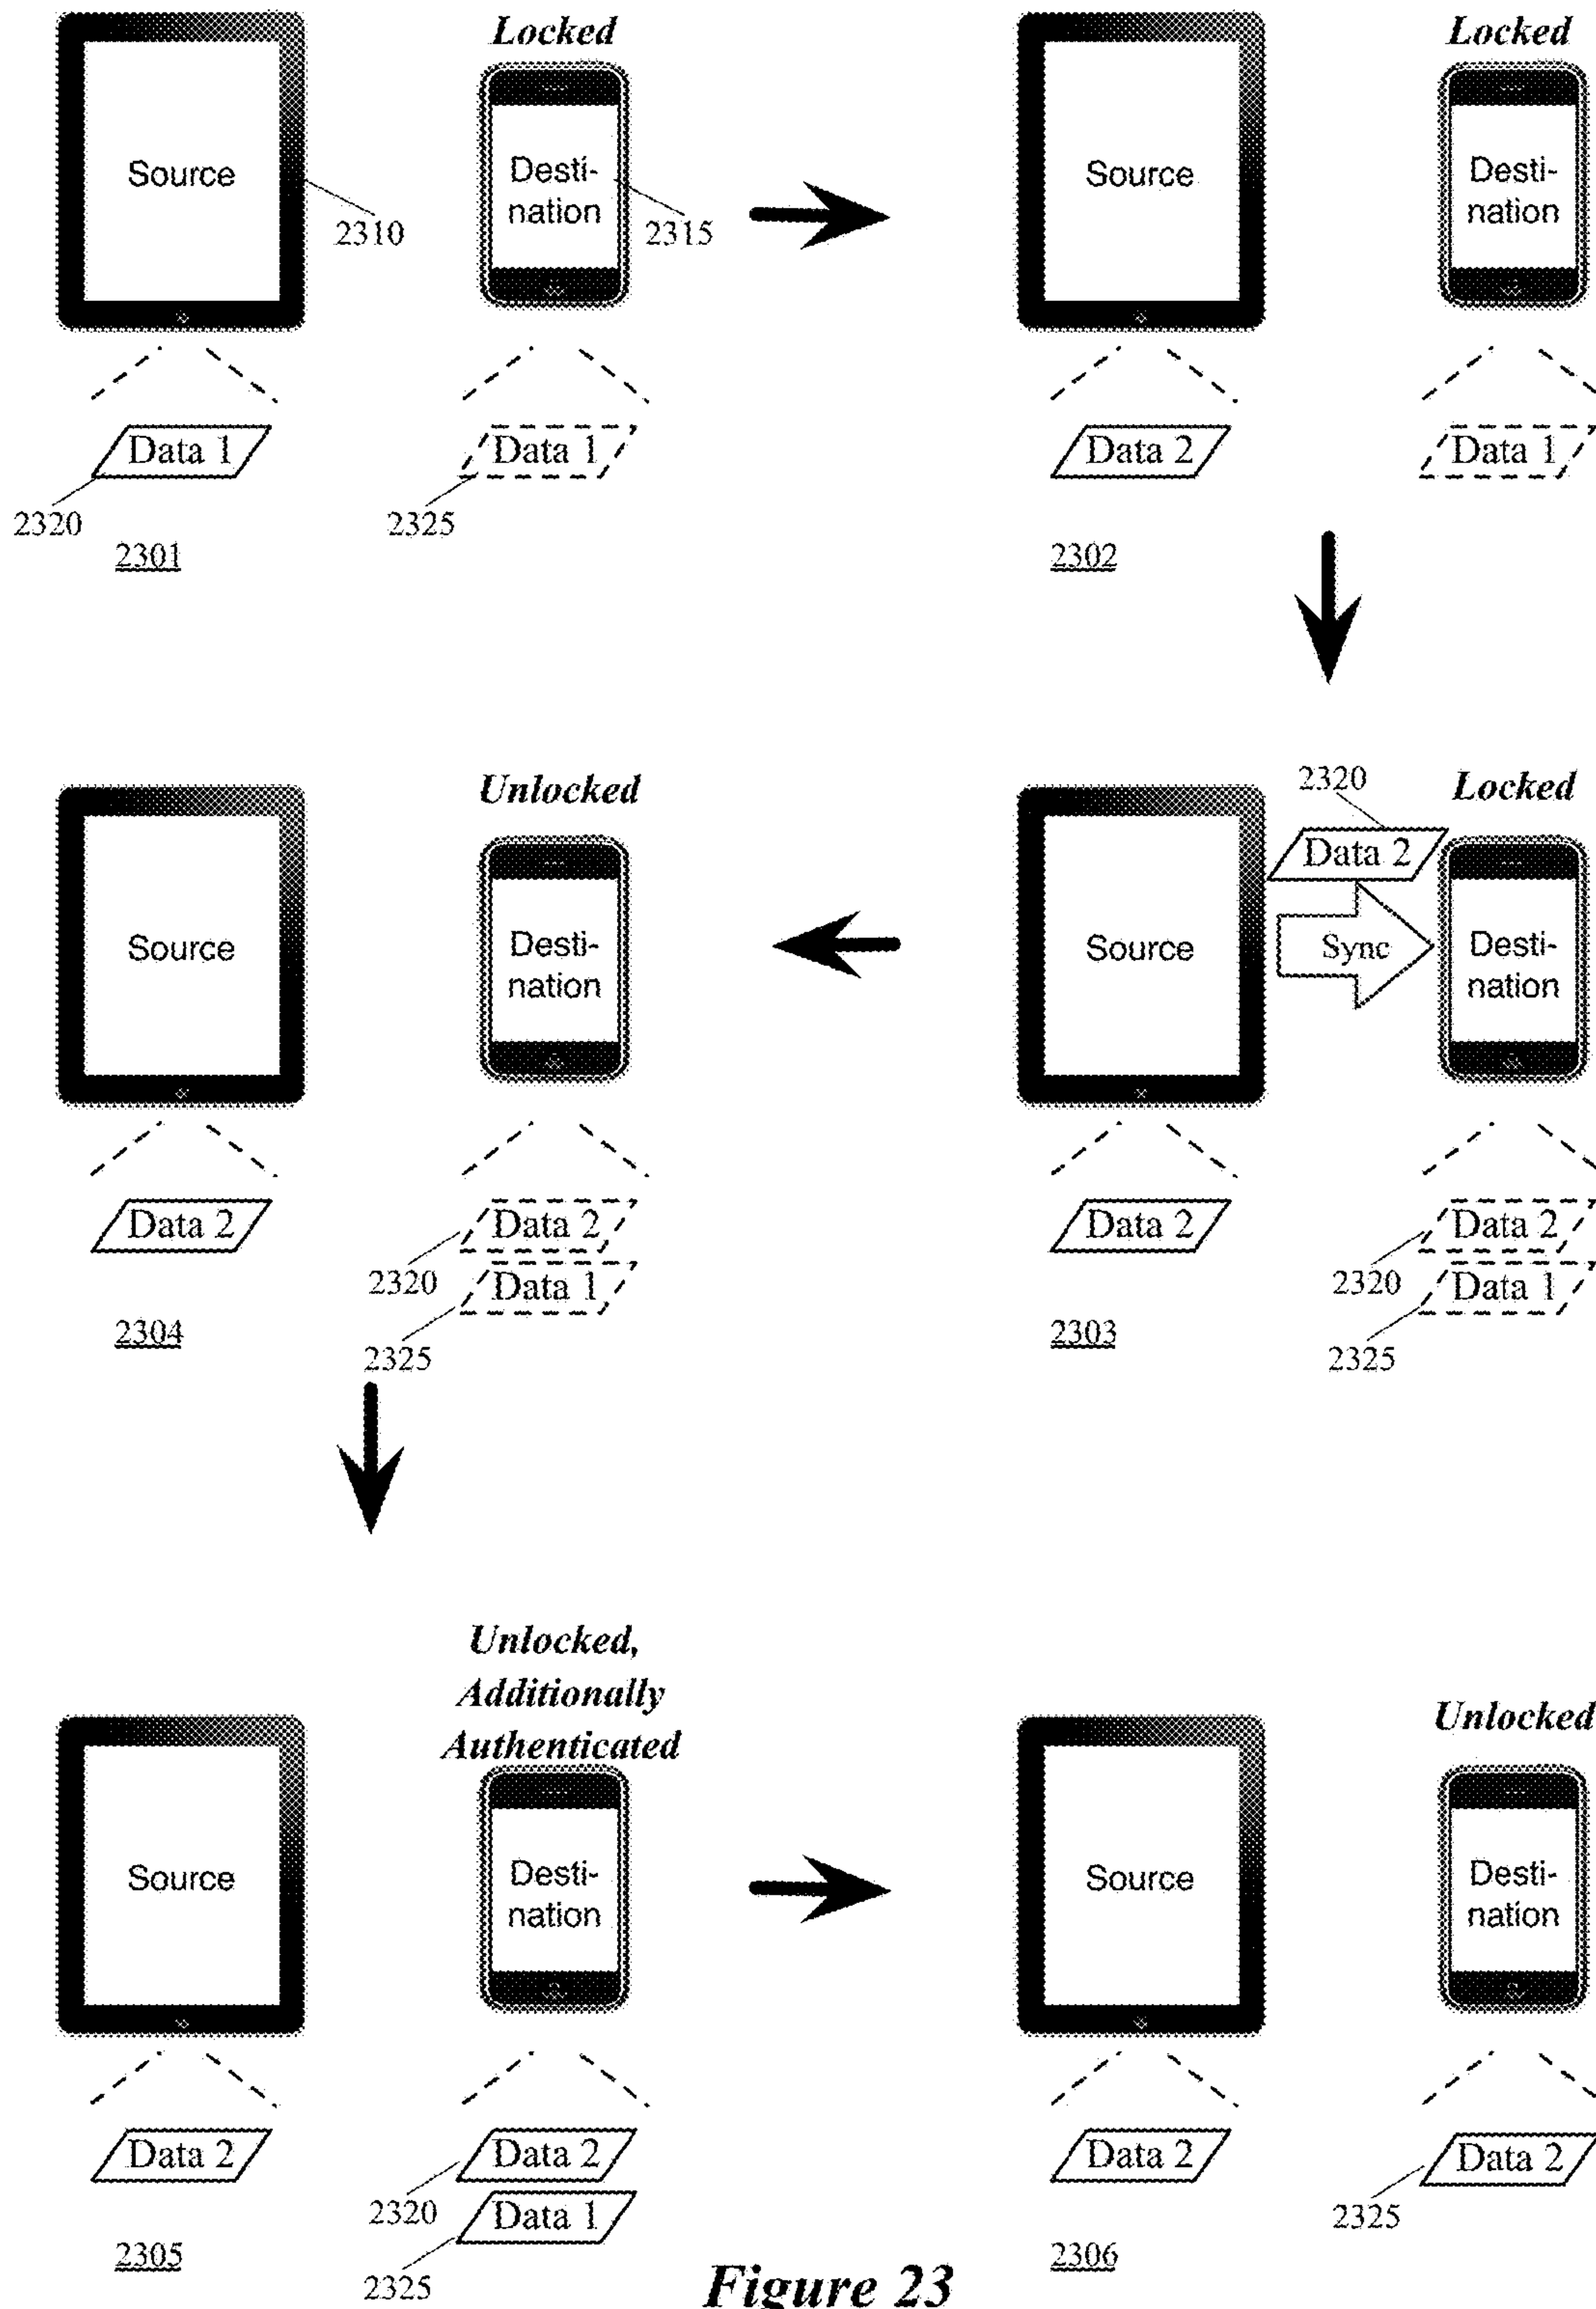 Locked
Source
Desti-
nation
2310
2315
Data 1
Data 1
2320
2325
2301
Locked
Source
Desti-
nation
Data 2
Data 1
2302
2320
Locked
Data 2
Source
Sync
Desti-
nation
Data 2
Data 2
2320
Data 1
2303
2325
Unlocked
Source
Desti-
nation
Data 2
Data 2
2320
Data 1
2304
2325
Unlocked,
Additionally
Authenticated
Source
Desti-
nation
Data 2
Data 2
2320
Data 1
2305
2325
Unlocked
Source
Desti-
nation
Data 2
Data 2
2325
2306
Figure 23